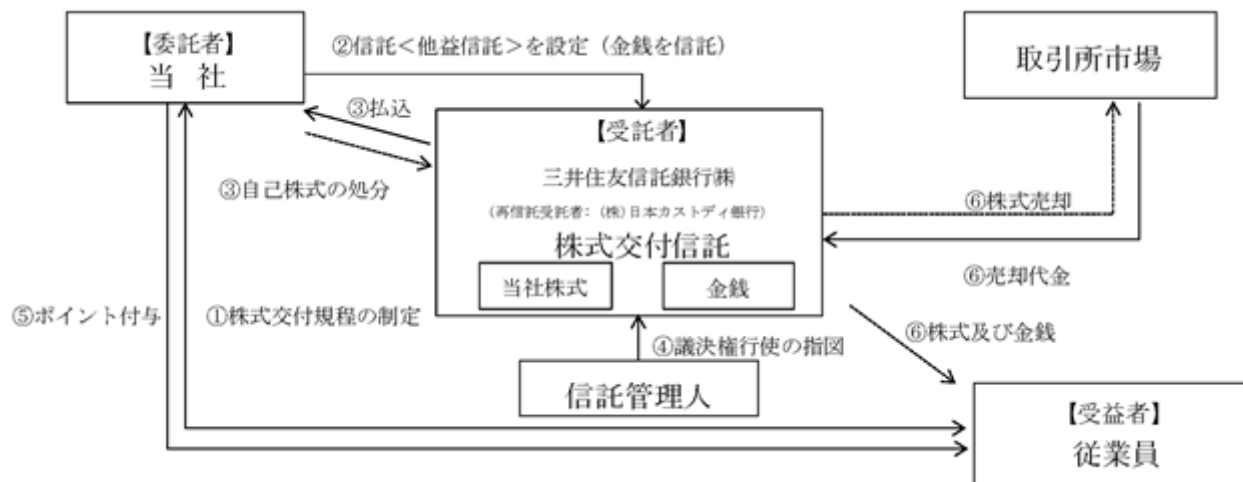 【委託者】
当 社
②信託<他益信託>を設定（金銭を信託）
取引所市場
③払込
【受託者】
三井住友信託銀行㈱
（再信託受託者：（株）日本カストディ銀行）
株式交付信託
当社株式
金銭
③自己株式の処分
⑥株式売却
⑥売却代金
⑤ポイント付与
①株式交付規程の制定
④議決権行使の指図
⑥株式及び金銭
信託管理人
【受益者】
従業員